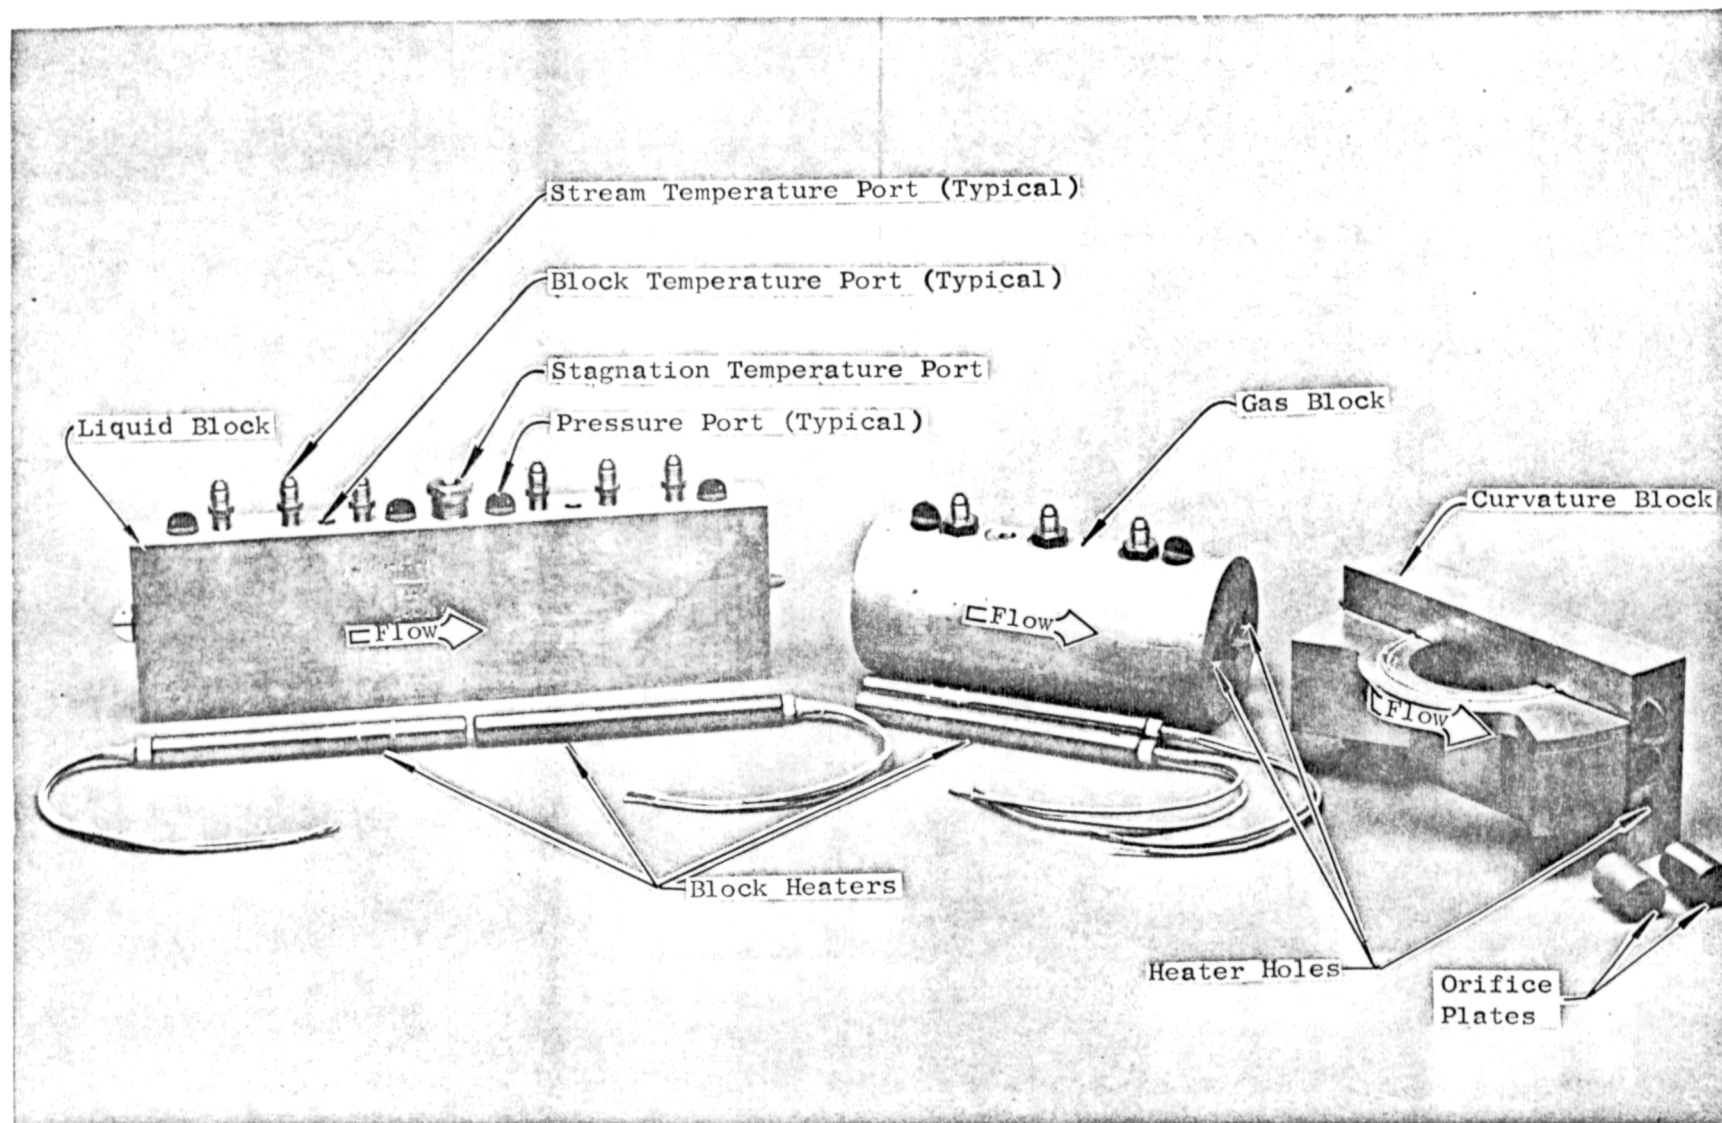 Stream Temperature Port (Typical)
Block Temperature Port (Typical)
Stagnation Temperature Port
Pressure Port (Typical)
Liquid Block
Gas Block
Curvature Block
Flow
Flow
Flow
Block Heaters
Heater Holes
Orifice
Plates